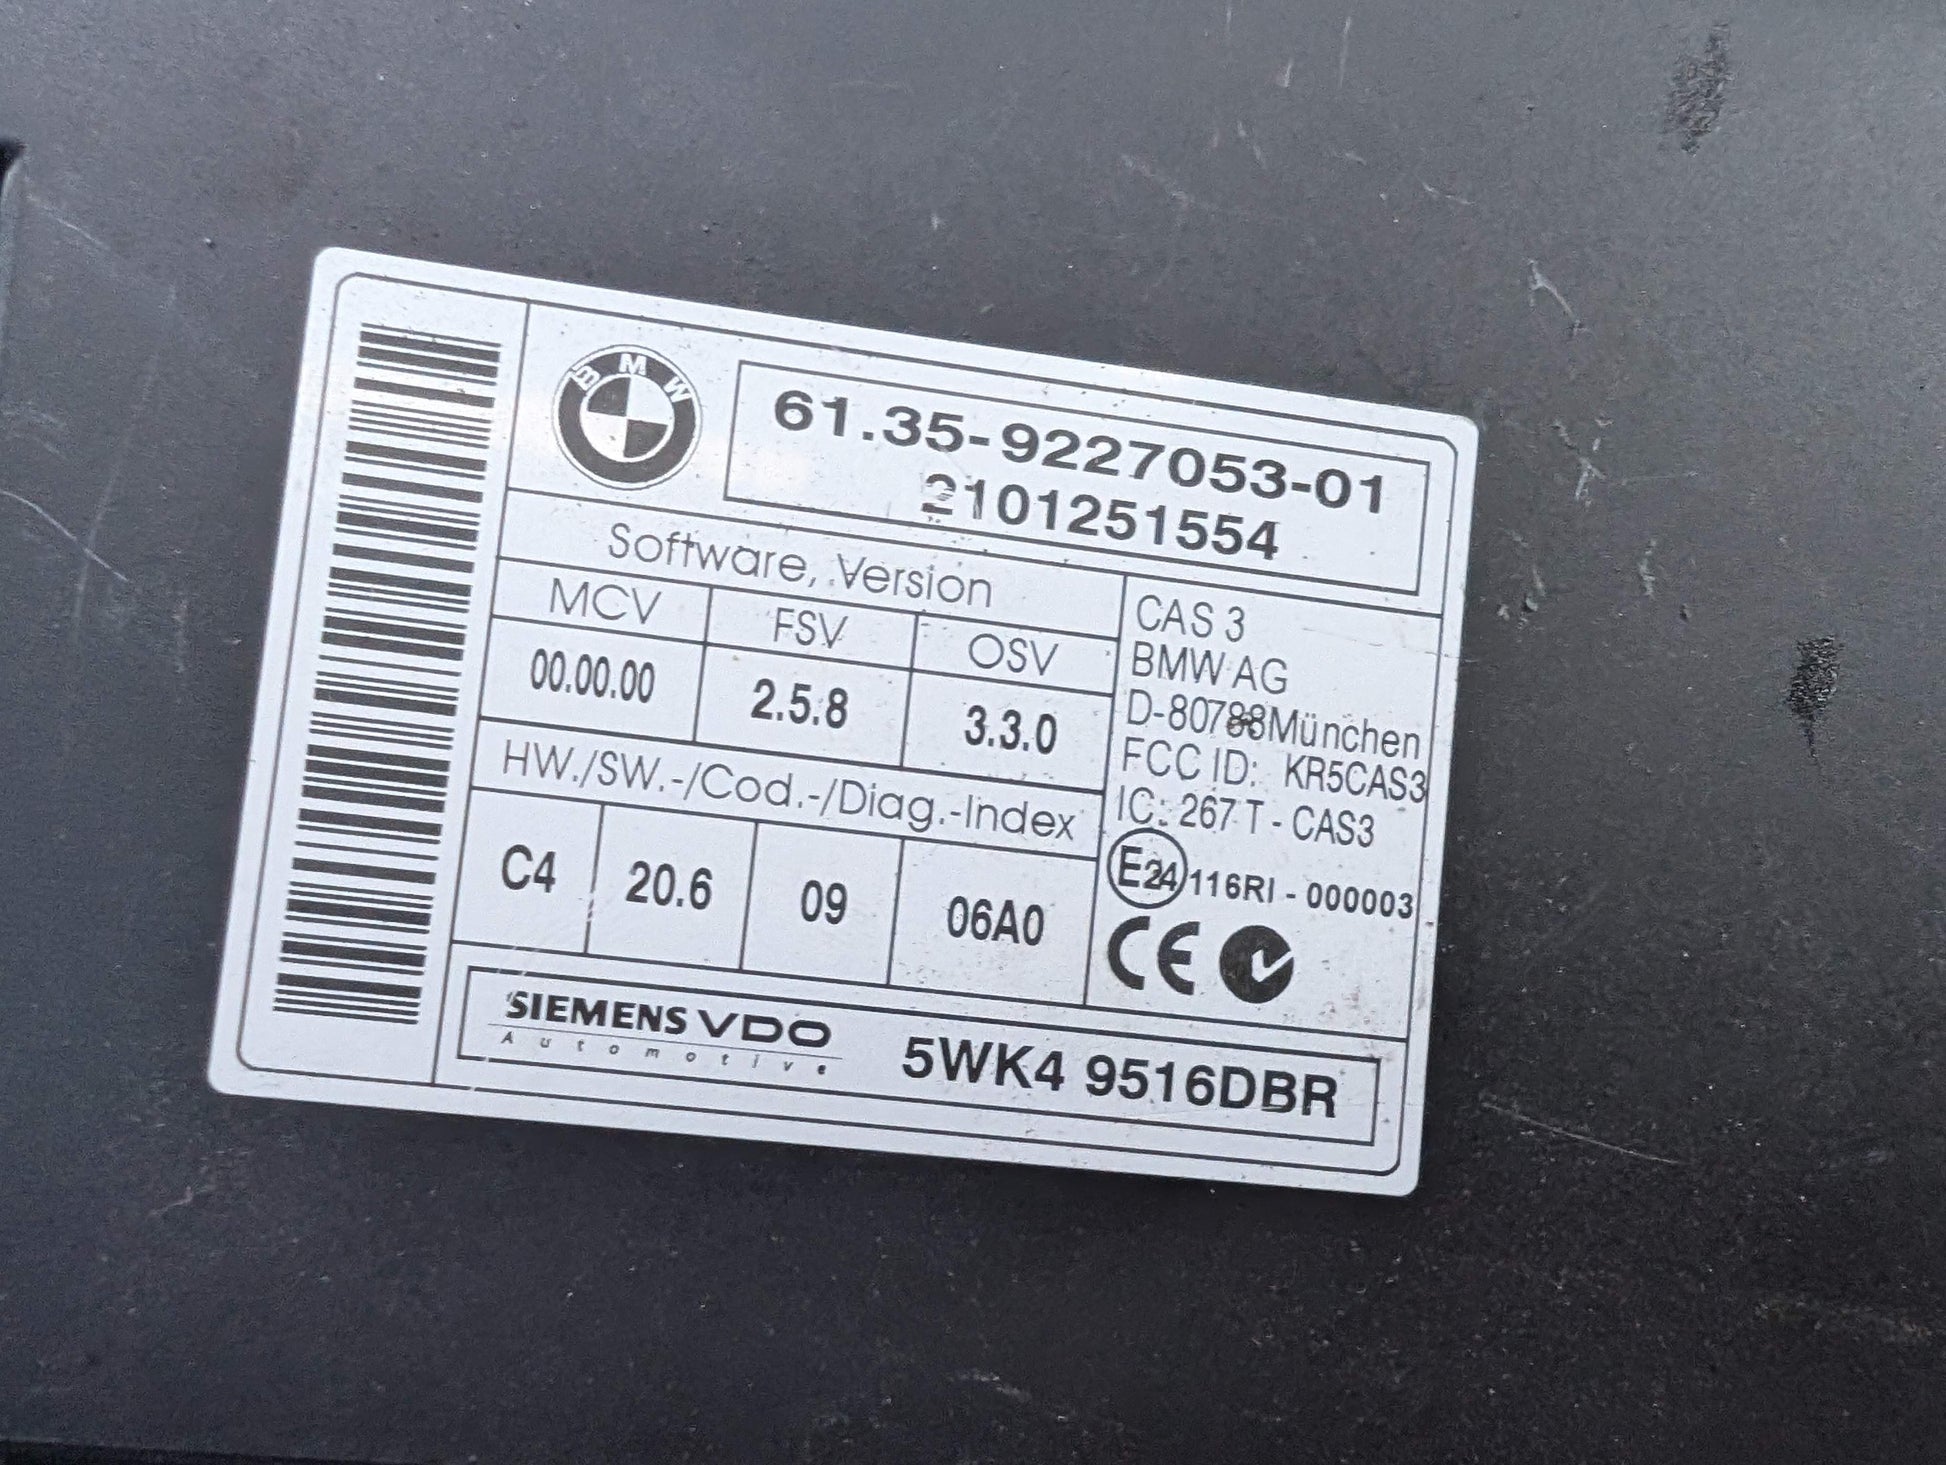 BMW
61.35-9227053-01
2101251554
Software, Version
MCV FSV OSV
00.00.00 2.5.8 3.3.0
HW./SW.-/Cod.-/Diag.-Index
C4 20.6 09 06A0
CAS 3
BMW AG
D-80788 München
FCC ID: KR5CAS3
IC: 267 T - CAS3
E24 116RI - 000003
CE
SIEMENS VDO
Automotive
5WK4 9516DBR